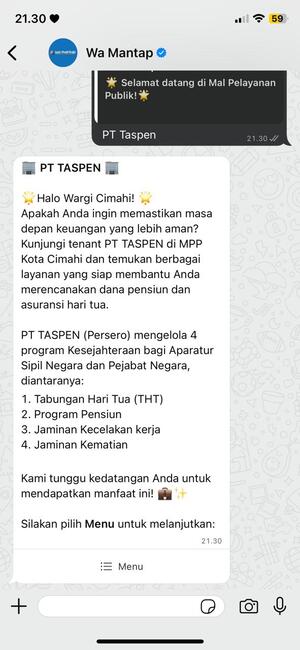 21.30
59
Wa Mantap
🌟 Selamat datang di Mal Pelayanan
Publik!🌟
PT Taspen
21.30
🏢 PT TASPEN 🏢
🌟Halo Wargi Cimahi! 🌟
Apakah Anda ingin memastikan masa
depan keuangan yang lebih aman?
Kunjungi tenant PT TASPEN di MPP
Kota Cimahi dan temukan berbagai
layanan yang siap membantu Anda
merencanakan dana pensiun dan
asuransi hari tua.
PT TASPEN (Persero) mengelola 4
program Kesejahteraan bagi Aparatur
Sipil Negara dan Pejabat Negara,
diantaranya:
1. Tabungan Hari Tua (THT)
2. Program Pensiun
3. Jaminan Kecelakan kerja
4. Jaminan Kematian
Kami tunggu kedatangan Anda untuk
mendapatkan manfaat ini! 💼✨
Silakan pilih Menu untuk melanjutkan:
21.30
Menu